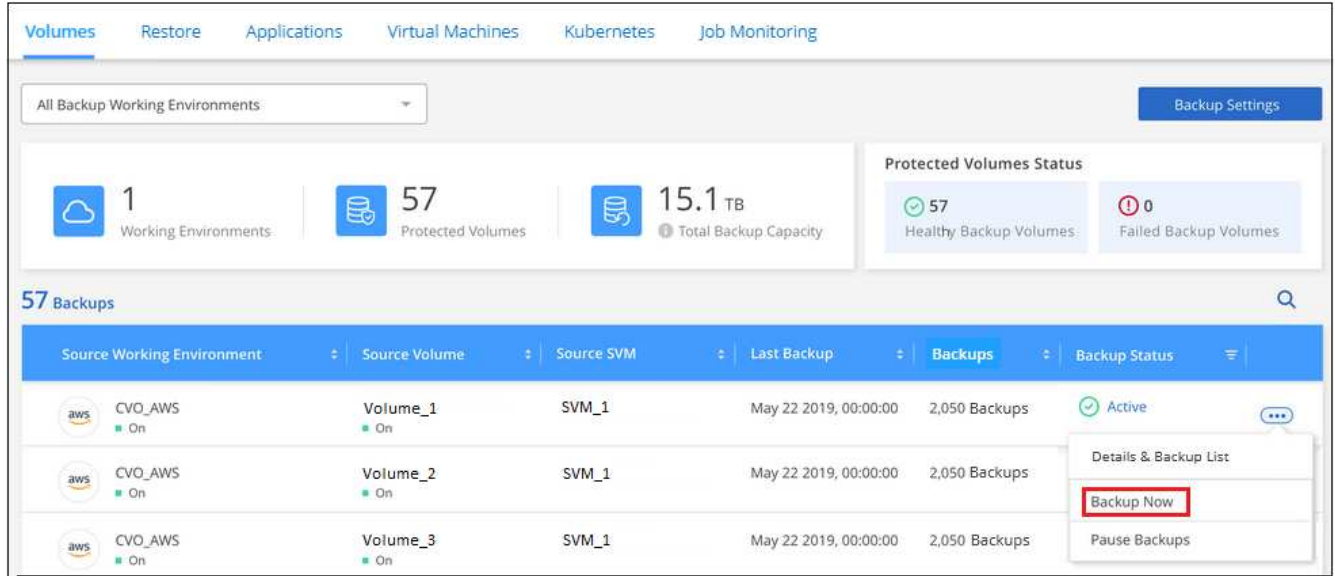 Volumes Restore Applications Virtual Machines Kubernetes Job Monitoring
All Backup Working Environments
Backup Settings
1
Working Environments
57
Protected Volumes
15.1 TB
Total Backup Capacity
Protected Volumes Status
57
Healthy Backup Volumes
0
Failed Backup Volumes
57 Backups
Source Working Environment Source Volume Source SVM Last Backup Backups Backup Status
aws CVO_AWS Volume_1 SVM_1 May 22 2019, 00:00:00 2,050 Backups Active
On On
Details & Backup List
aws CVO_AWS Volume_2 SVM_1 May 22 2019, 00:00:00 2,050 Backups
On On
Backup Now
aws CVO_AWS Volume_3 SVM_1 May 22 2019, 00:00:00 2,050 Backups
On On
Pause Backups